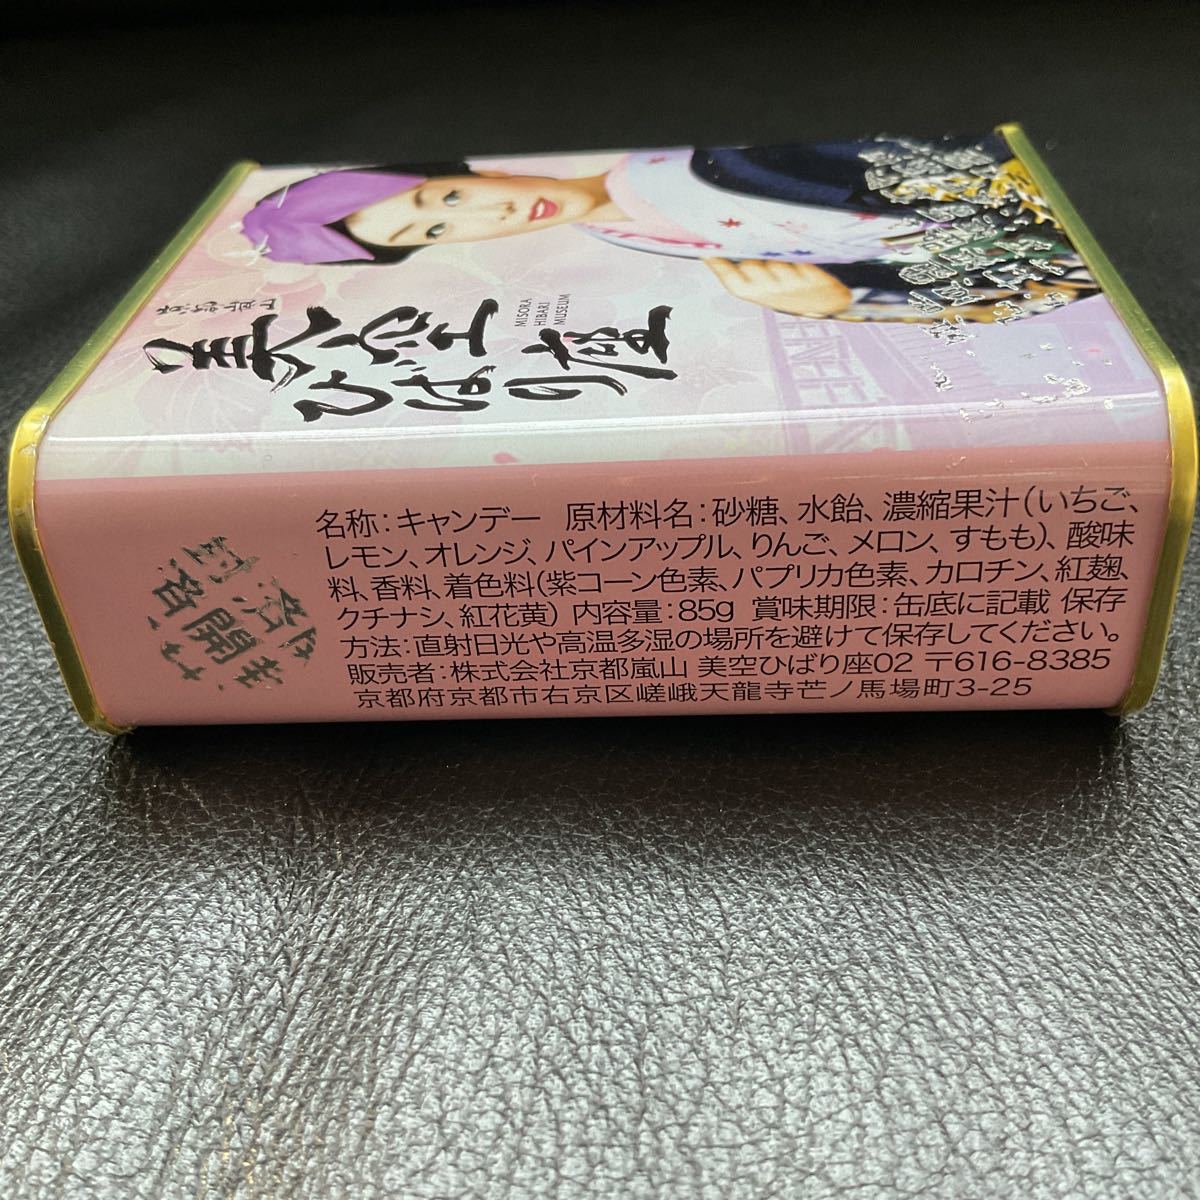 京都嵐山
美空
ひばり座
MISORA
HIBARI
MUSEUM
名称：キャンデー 原材料名：砂糖、水飴、濃縮果汁（いちご、
レモン、オレンジ、パインアップル、りんご、メロン、すもも）、酸味
料、香料、着色料（紫コーン色素、パプリカ色素、カロチン、紅麹、
クチナシ、紅花黄） 内容量：85g 賞味期限：缶底に記載 保存
方法：直射日光や高温多湿の場所を避けて保存してください。
販売者：株式会社京都嵐山 美空ひばり座02 〒616-8385
京都府京都市右京区嵯峨天龍寺芒ノ馬場町3-25